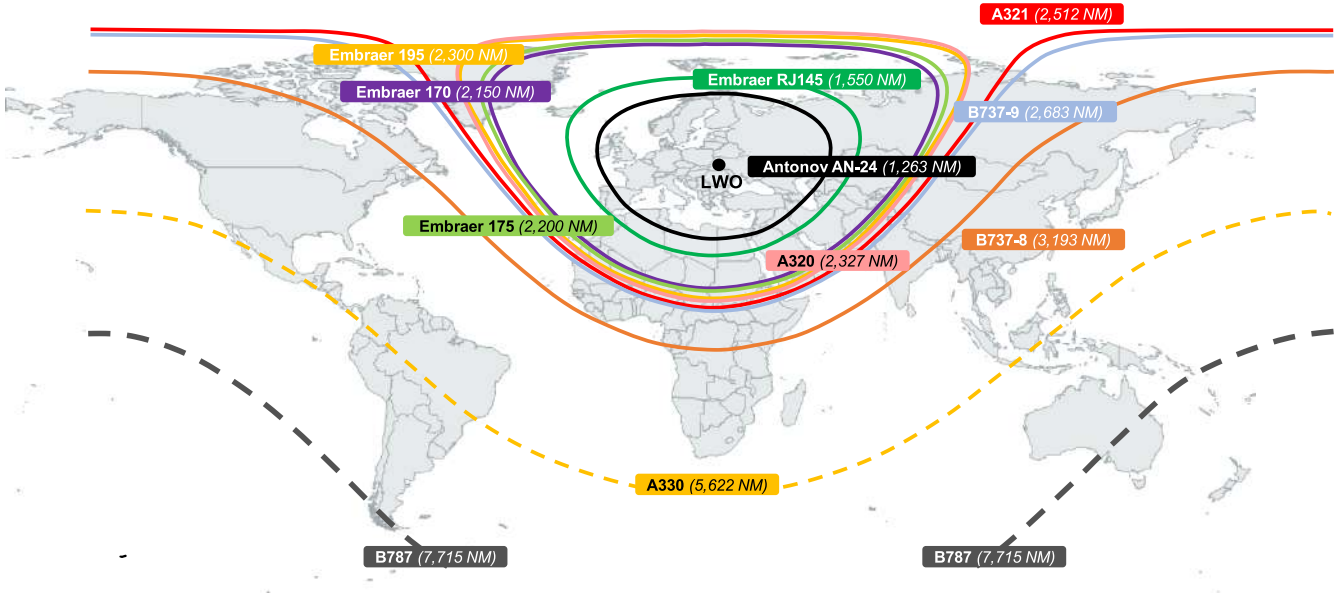 A321 (2,512 NM)
Embraer 195 (2,300 NM)
Embraer RJ145 (1,550 NM)
Embraer 170 (2,150 NM)
B737-9 (2,683 NM)
Antonov AN-24 (1,263 NM)
LWO
Embraer 175 (2,200 NM)
B737-8 (3,193 NM)
A320 (2,327 NM)
A330 (5,622 NM)
B787 (7,715 NM)
B787 (7,715 NM)